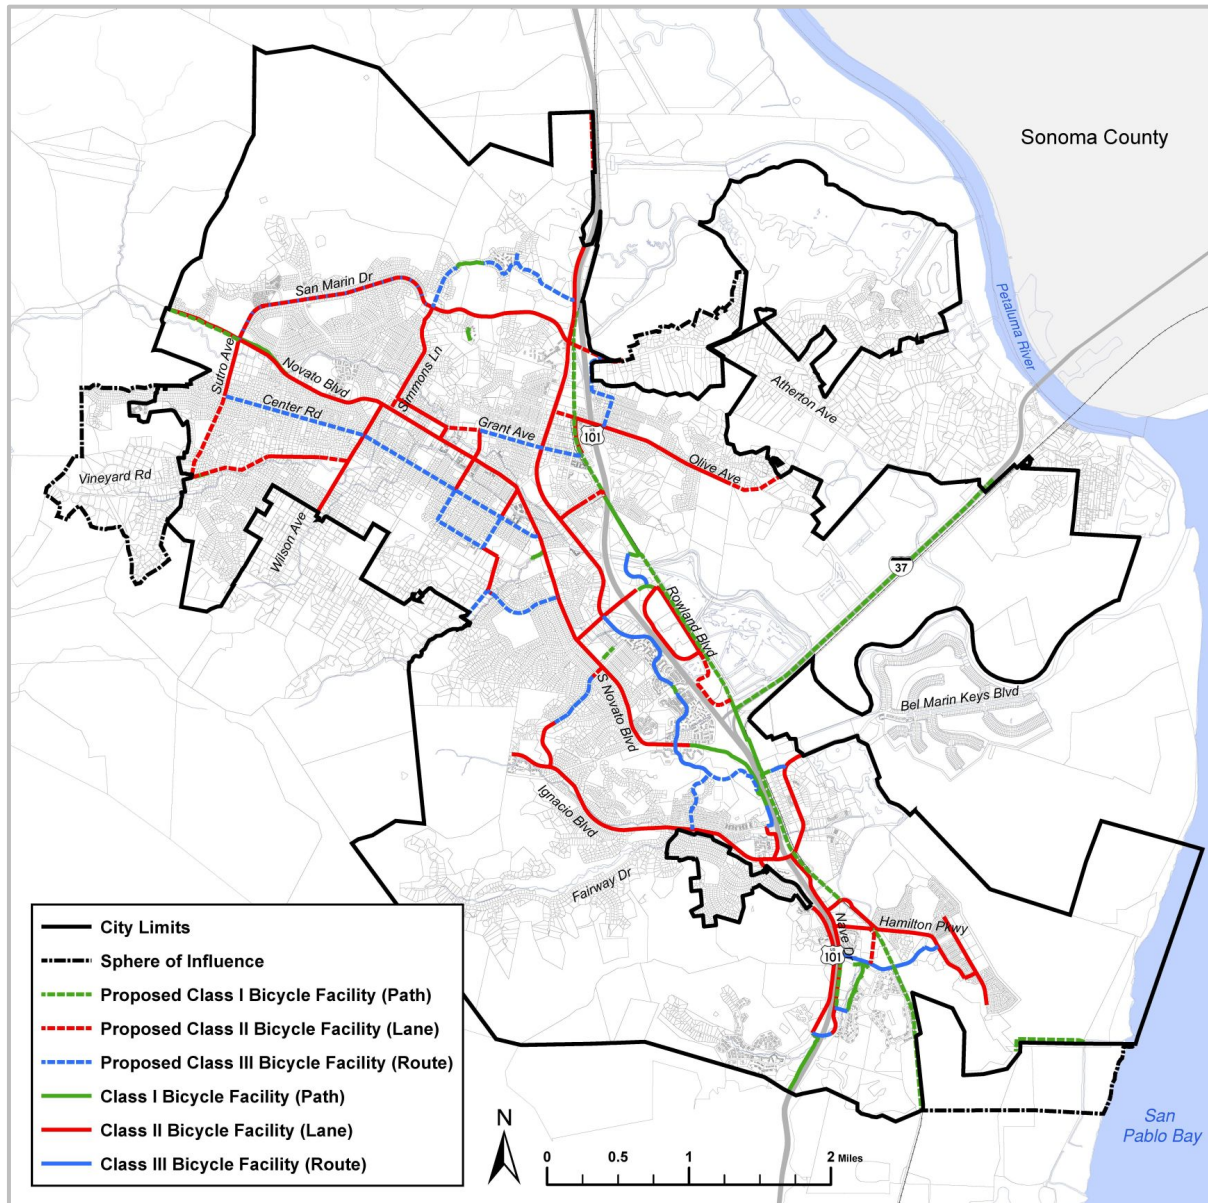 Sonoma County
Petaluma River
San Marin Dr
Sutro Ave
Novato Blvd
Simmons Ln
Center Rd
Grant Ave
US
101
Atherton Ave
Olive Ave
Vineyard Rd
Wilson Ave
37
Rowland Blvd
S Novato Blvd
Bel Marin Keys Blvd
Ignacio Blvd
Fairway Dr
Nave Dr
Hamilton Pkwy
US
101
City Limits
Sphere of Influence
Proposed Class I Bicycle Facility (Path)
Proposed Class II Bicycle Facility (Lane)
Proposed Class III Bicycle Facility (Route)
Class I Bicycle Facility (Path)
Class II Bicycle Facility (Lane)
Class III Bicycle Facility (Route)
N
0 0.5 1 2 Miles
San
Pablo Bay